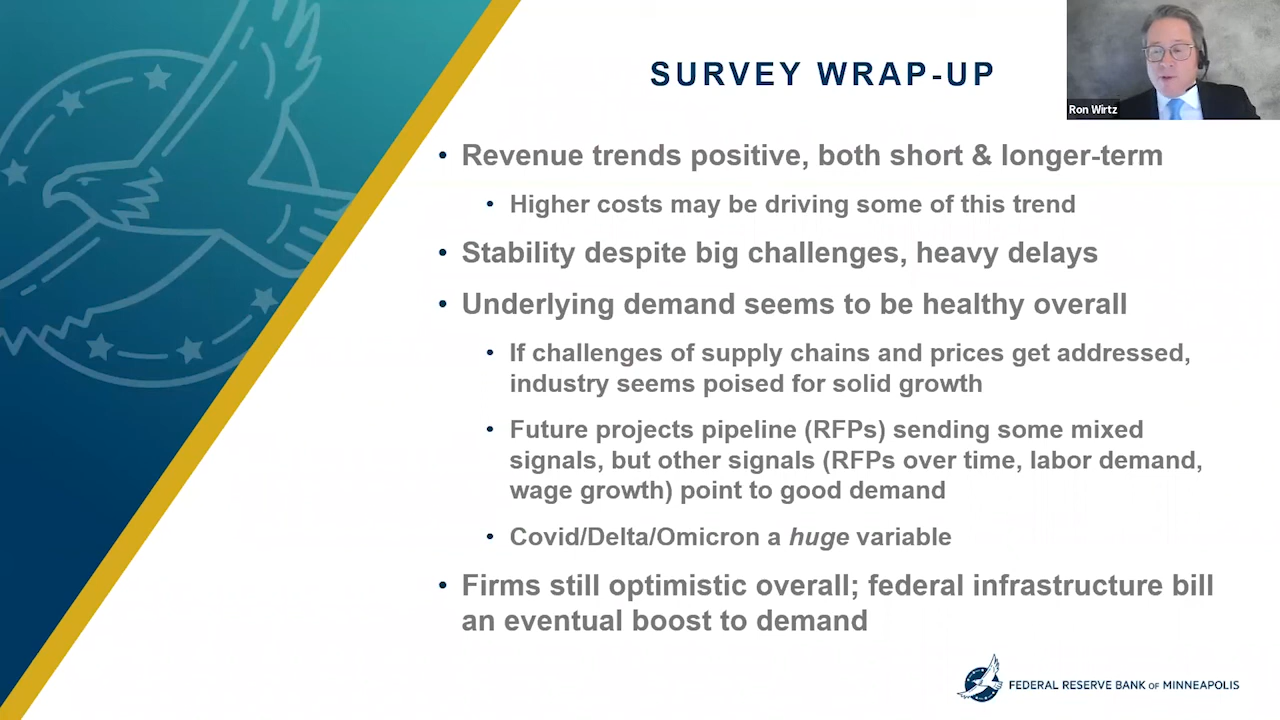 SURVEY WRAP-UP
Ron Wirtz
• Revenue trends positive, both short & longer-term
• Higher costs may be driving some of this trend
• Stability despite big challenges, heavy delays
• Underlying demand seems to be healthy overall
• If challenges of supply chains and prices get addressed,
industry seems poised for solid growth
• Future projects pipeline (RFPs) sending some mixed
signals, but other signals (RFPs over time, labor demand,
wage growth) point to good demand
• Covid/Delta/Omicron a huge variable
• Firms still optimistic overall; federal infrastructure bill
an eventual boost to demand
FEDERAL RESERVE BANK OF MINNEAPOLIS